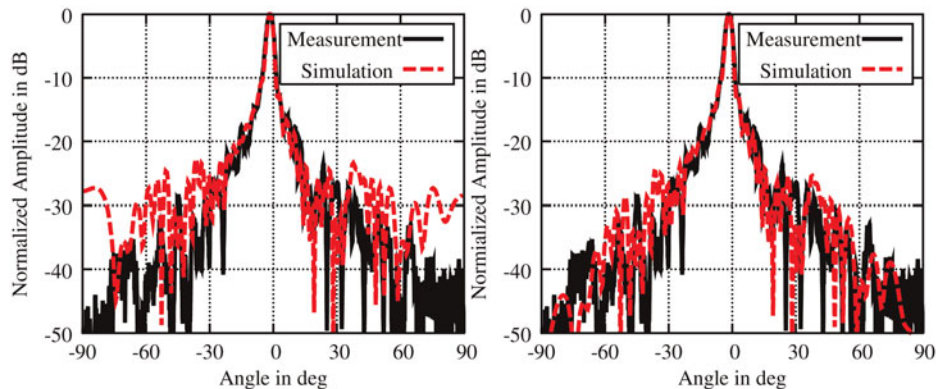 0
-10
-20
-30
-40
-50
Normalized Amplitude in dB
Measurement
Simulation
-90 -60 -30 0 30 60 90
Angle in deg
0
-10
-20
-30
-40
-50
Normalized Amplitude in dB
Measurement
Simulation
-90 -60 -30 0 30 60 90
Angle in deg